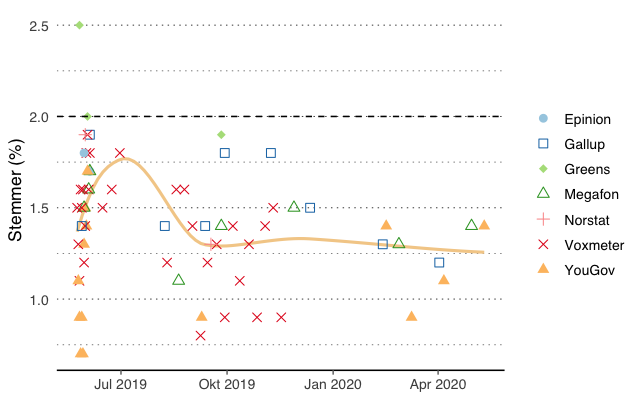 2.5
2.0
1.5
1.0
Stemmer (%)
Jul 2019
Okt 2019
Jan 2020
Apr 2020
Epinion
Gallup
Greens
Megafon
Norstat
Voxmeter
YouGov